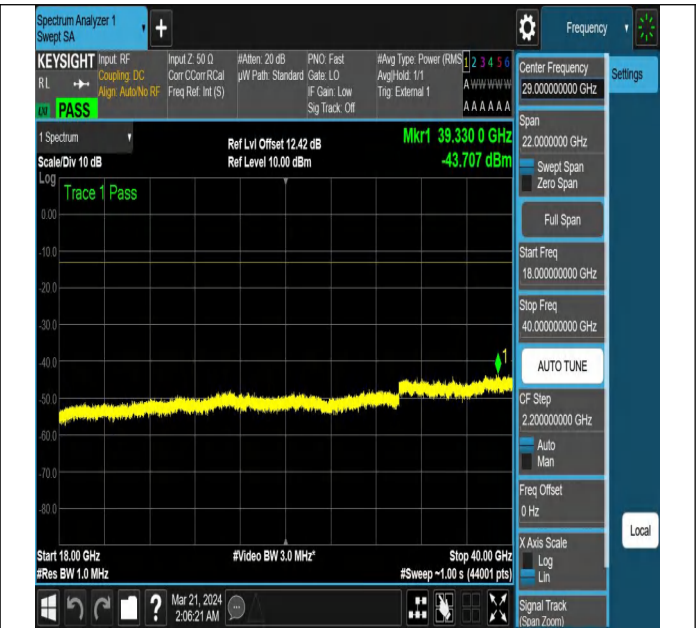 Spectrum Analyzer 1
Swept SA
+
Frequency
KEYSIGHT
RL
PASS
Input: RF
Coupling: DC
Align: Auto/No RF
Input Z: 50 Ω
Corr CCorr RCal
Freq Ref: Int (S)
#Atten: 20 dB
µW Path: Standard
PNO: Fast
Gate: LO
IF Gain: Low
Sig Track: Off
#Avg Type: Power (RMS)
Avg|Hold: 1/1
Trig: External 1
1 2 3 4 5 6
A W W W W W
A A A A A A
1 Spectrum
Scale/Div 10 dB
Log
Ref Lvl Offset 12.42 dB
Ref Level 10.00 dBm
Mkr1 39.330 0 GHz
-43.707 dBm
Trace 1 Pass
0.00
-10.0
-20.0
-30.0
-40.0
-50.0
-60.0
-70.0
-80.0
1
Start 18.00 GHz
#Res BW 1.0 MHz
#Video BW 3.0 MHz*
Stop 40.00 GHz
#Sweep ~1.00 s (44001 pts)
?
Mar 21, 2024
2:06:21 AM
Center Frequency
29.000000000 GHz
Settings
Span
22.0000000 GHz
Swept Span
Zero Span
Full Span
Start Freq
18.000000000 GHz
Stop Freq
40.000000000 GHz
AUTO TUNE
CF Step
2.200000000 GHz
Auto
Man
Freq Offset
0 Hz
X Axis Scale
Log
Lin
Local
Signal Track
(Span Zoom)